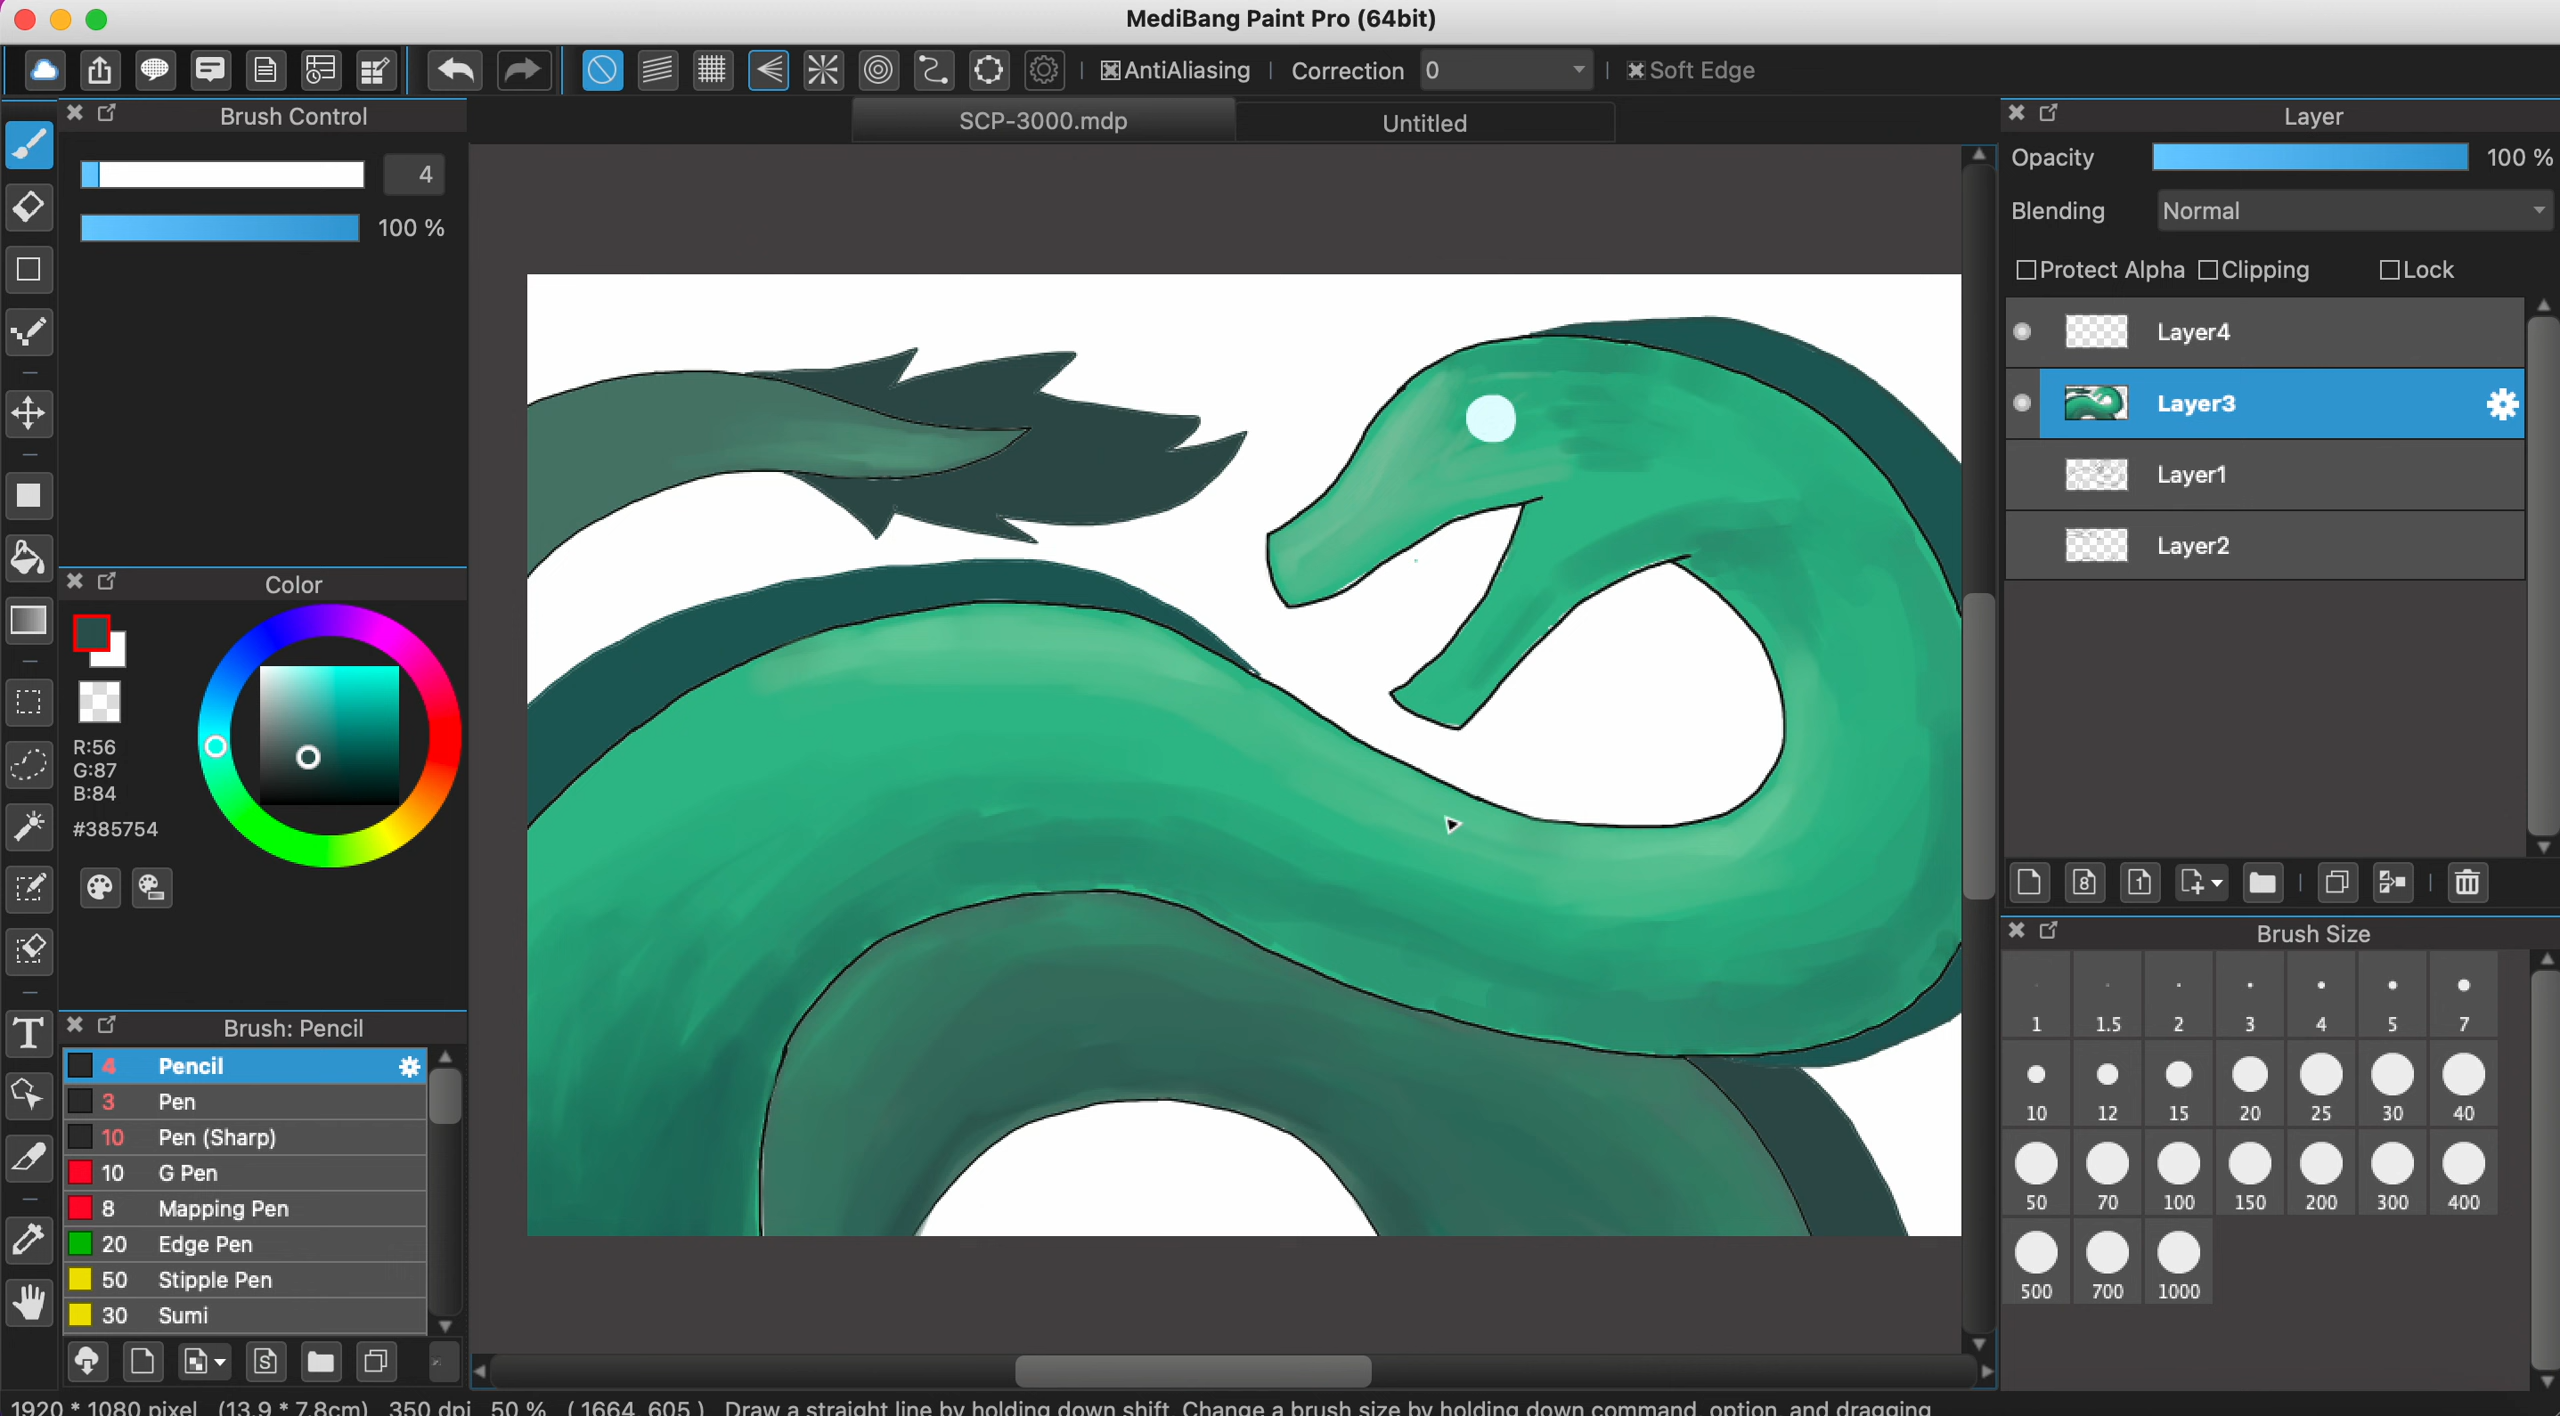 MediBang Paint Pro (64bit)
AntiAliasing Correction 0 Soft Edge
Brush Control
SCP-3000.mdp
Untitled
Layer
4
100 %
Opacity 100 %
Blending Normal
Protect Alpha Clipping Lock
Layer4
Layer3
Layer1
Layer2
Color
R:56
G:87
B:84
#385754
8
1
Brush Size
1 1.5 2 3 4 5 7
10 12 15 20 25 30 40
50 70 100 150 200 300 400
500 700 1000
Brush: Pencil
4 Pencil
3 Pen
10 Pen (Sharp)
10 G Pen
8 Mapping Pen
20 Edge Pen
50 Stipple Pen
30 Sumi
T
S
1920 * 1080 pixel (13.9 * 7.8cm) 350 dpi 50 % ( 1664, 605 ) Draw a straight line by holding down shift, Change a brush size by holding down command, option, and dragging